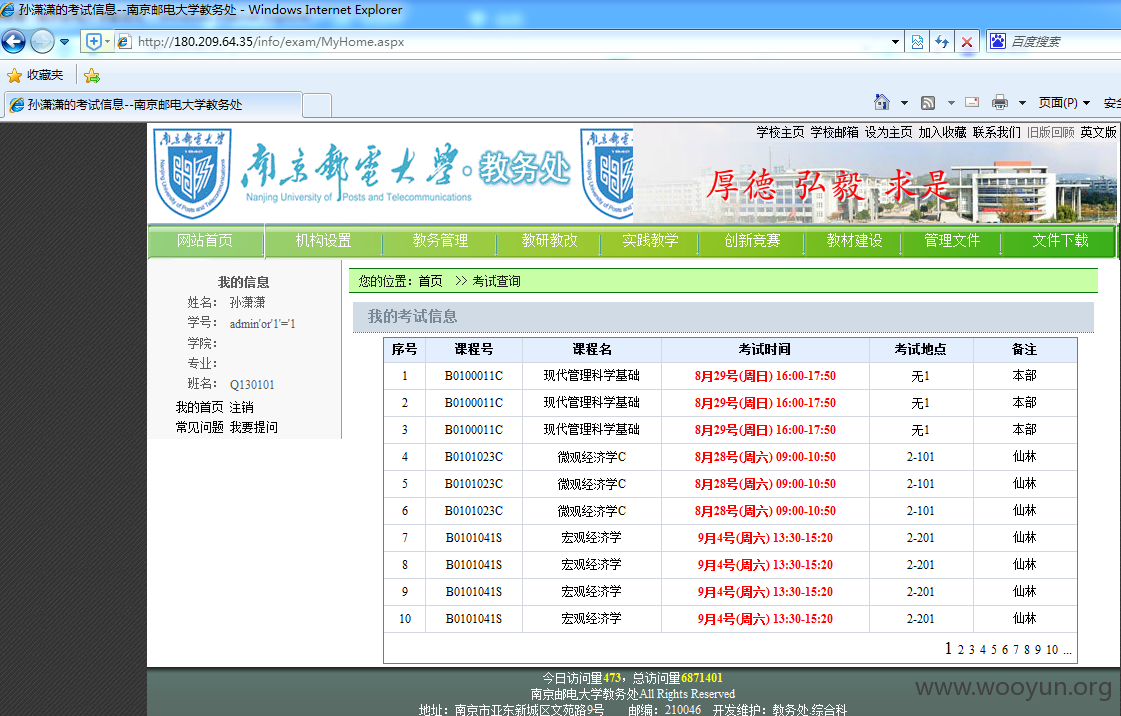 孙潇潇的考试信息--南京邮电大学教务处 - Windows Internet Explorer
http://180.209.64.35/info/exam/MyHome.aspx
百度搜索
收藏夹
孙潇潇的考试信息--南京邮电大学教务处
页面(P)
安全
学校主页 学校邮箱 设为主页 加入收藏 联系我们 旧版回顾 英文版
南京邮电大学·教务处
Nanjing University of Posts and Telecommunications
厚德 弘毅 求是
网站首页 机构设置 教务管理 教研教改 实践教学 创新竞赛 教材建设 管理文件 文件下载
我的信息
姓名: 孙潇潇
学号: admin'or'1'='1
学院:
专业:
班名: Q130101
我的首页 注销
常见问题 我要提问
您的位置:首页 >> 考试查询
我的考试信息
序号 课程号 课程名 考试时间 考试地点 备注
1 B0100011C 现代管理科学基础 8月29号(周日) 16:00-17:50 无1 本部
2 B0100011C 现代管理科学基础 8月29号(周日) 16:00-17:50 无1 本部
3 B0100011C 现代管理科学基础 8月29号(周日) 16:00-17:50 无1 本部
4 B0101023C 微观经济学C 8月28号(周六) 09:00-10:50 2-101 仙林
5 B0101023C 微观经济学C 8月28号(周六) 09:00-10:50 2-101 仙林
6 B0101023C 微观经济学C 8月28号(周六) 09:00-10:50 2-101 仙林
7 B0101041S 宏观经济学 9月4号(周六) 13:30-15:20 2-201 仙林
8 B0101041S 宏观经济学 9月4号(周六) 13:30-15:20 2-201 仙林
9 B0101041S 宏观经济学 9月4号(周六) 13:30-15:20 2-201 仙林
10 B0101041S 宏观经济学 9月4号(周六) 13:30-15:20 2-201 仙林
1 2 3 4 5 6 7 8 9 10 ...
今日访问量473,总访问量6871401
南京邮电大学教务处All Rights Reserved
地址:南京市亚东新城区文苑路9号 邮编:210046 开发维护:教务处.综合科
www.wooyun.org